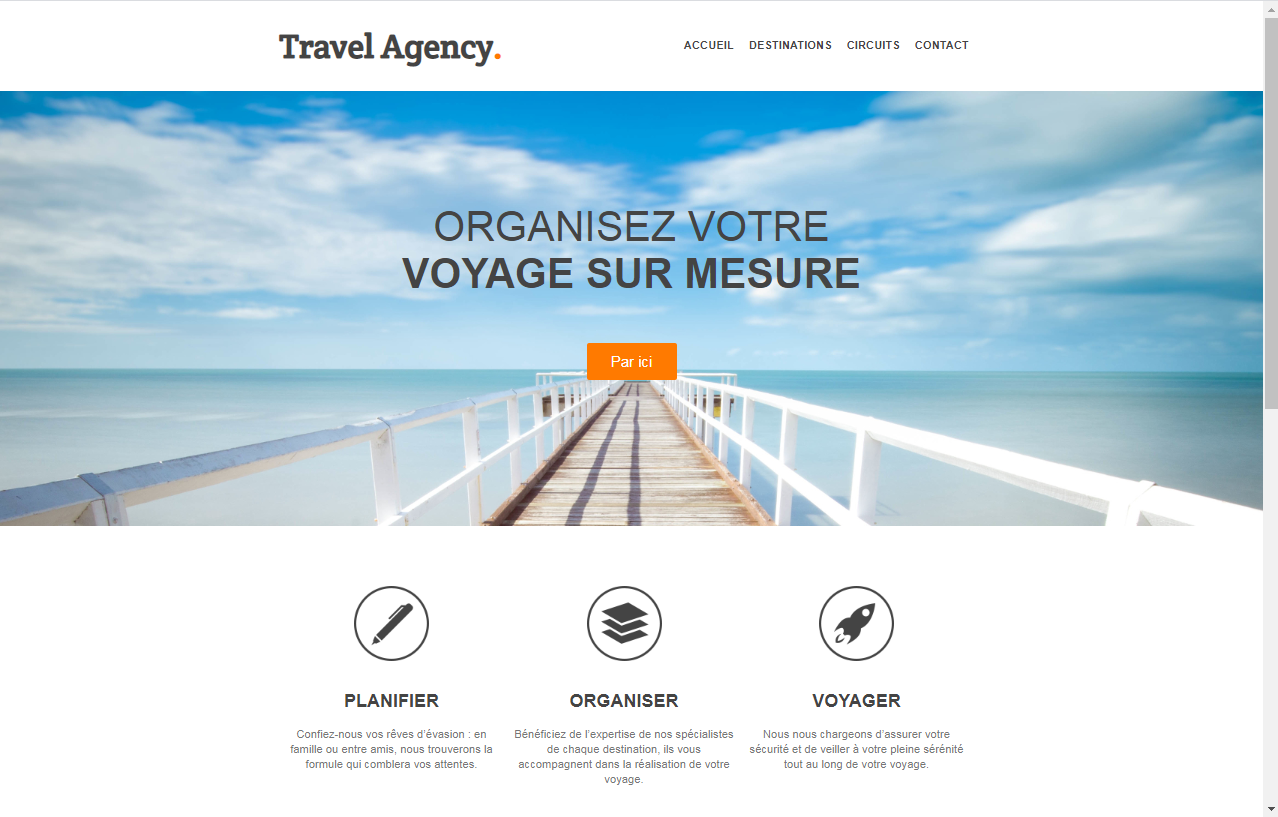 Travel Agency.
ACCUEIL DESTINATIONS CIRCUITS CONTACT
ORGANISEZ VOTRE
VOYAGE SUR MESURE
Par ici
PLANIFIER
Confiez-nous vos rêves d’évasion : en
famille ou entre amis, nous trouverons la
formule qui comblera vos attentes.
ORGANISER
Bénéficiez de l’expertise de nos spécialistes
de chaque destination, ils vous
accompagnent dans la réalisation de votre
voyage.
VOYAGER
Nous nous chargeons d’assurer votre
sécurité et de veiller à votre pleine sérénité
tout au long de votre voyage.